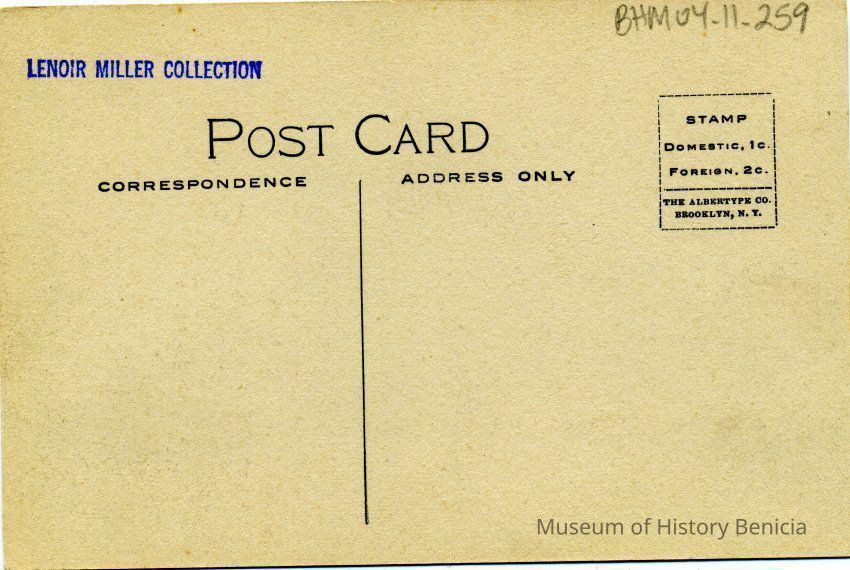 BHM04-11-259
LENOIR MILLER COLLECTION
POST CARD
CORRESPONDENCE
ADDRESS ONLY
STAMP
DOMESTIC, 1c.
FOREIGN, 2c.
THE ALBERTYPE CO.
BROOKLYN, N. Y.
Museum of History Benicia